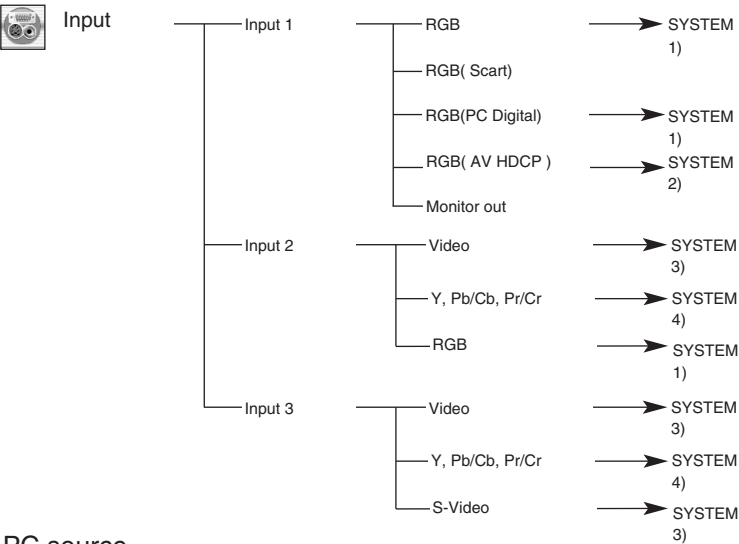 Input
Input 1
RGB
SYSTEM
1)
RGB( Scart)
RGB(PC Digital)
SYSTEM
1)
RGB( AV HDCP )
SYSTEM
2)
Monitor out
Input 2
Video
SYSTEM
3)
Y, Pb/Cb, Pr/Cr
SYSTEM
4)
RGB
SYSTEM
1)
Input 3
Video
SYSTEM
3)
Y, Pb/Cb, Pr/Cr
SYSTEM
4)
S-Video
SYSTEM
3)
PC source